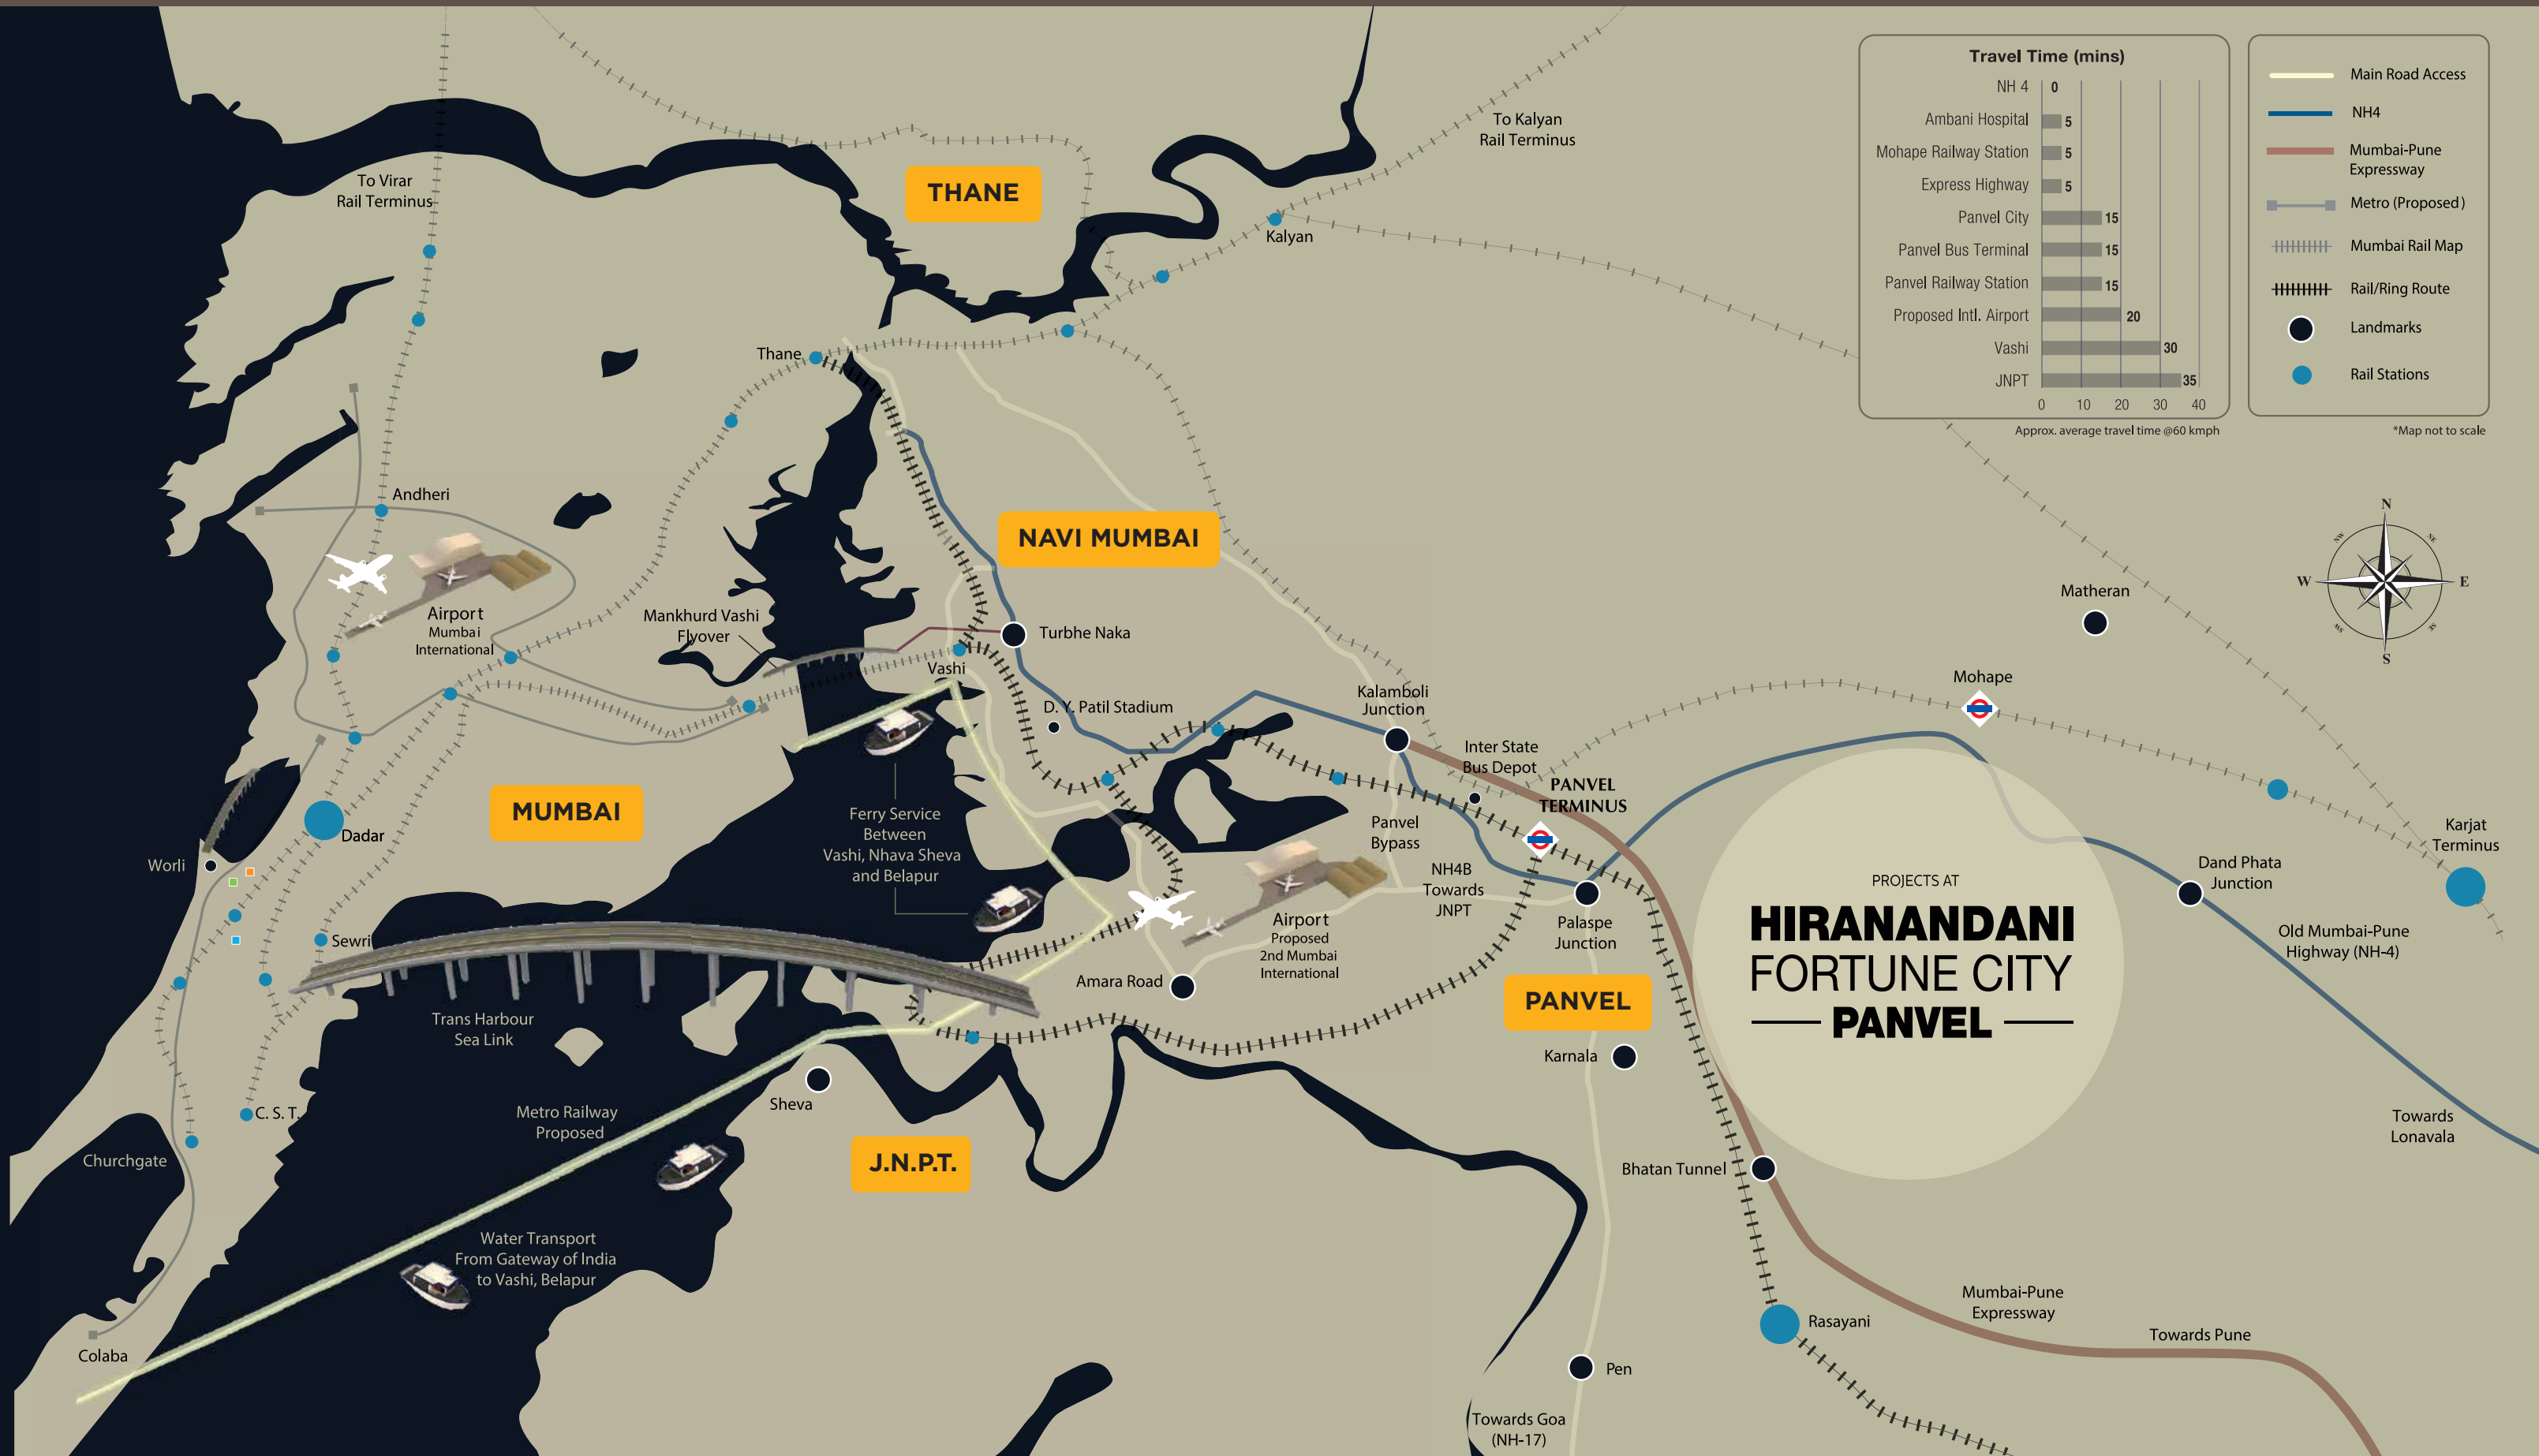 Travel Time (mins)
NH 4 0
Ambani Hospital 5
Mohape Railway Station 5
Express Highway 5
Panvel City 15
Panvel Bus Terminal 15
Panvel Railway Station 15
Proposed Intl. Airport 20
Vashi 30
JNPT 35
0 10 20 30 40
Approx. average travel time @60 kmph
Main Road Access
NH4
Mumbai-Pune
Expressway
Metro (Proposed)
Mumbai Rail Map
Rail/Ring Route
Landmarks
Rail Stations
*Map not to scale
To Kalyan
Rail Terminus
To Virar
Rail Terminus
THANE
Kalyan
Thane
Andheri
N
NW
NE
W
E
SW
SE
S
NAVI MUMBAI
Airport
Mumbai
International
Mankhurd Vashi
Flyover
Turbhe Naka
Vashi
Matheran
Mohape
D. Y. Patil Stadium
Kalamboli
Junction
Inter State
Bus Depot
PANVEL
TERMINUS
MUMBAI
Dadar
Worli
Ferry Service
Between
Vashi, Nhava Sheva
and Belapur
Panvel
Bypass
NH4B
Towards
JNPT
Karjat
Terminus
Dand Phata
Junction
PROJECTS AT
HIRANANDANI
FORTUNE CITY
PANVEL
Palaspe
Junction
Old Mumbai-Pune
Highway (NH-4)
Airport
Proposed
2nd Mumbai
International
Sewri
Amara Road
PANVEL
Trans Harbour
Sea Link
Karnala
Sheva
Metro Railway
Proposed
C. S. T.
Churchgate
J.N.P.T.
Towards
Lonavala
Bhatan Tunnel
Water Transport
From Gateway of India
to Vashi, Belapur
Mumbai-Pune
Expressway
Rasayani
Towards Pune
Colaba
Pen
Towards Goa
(NH-17)